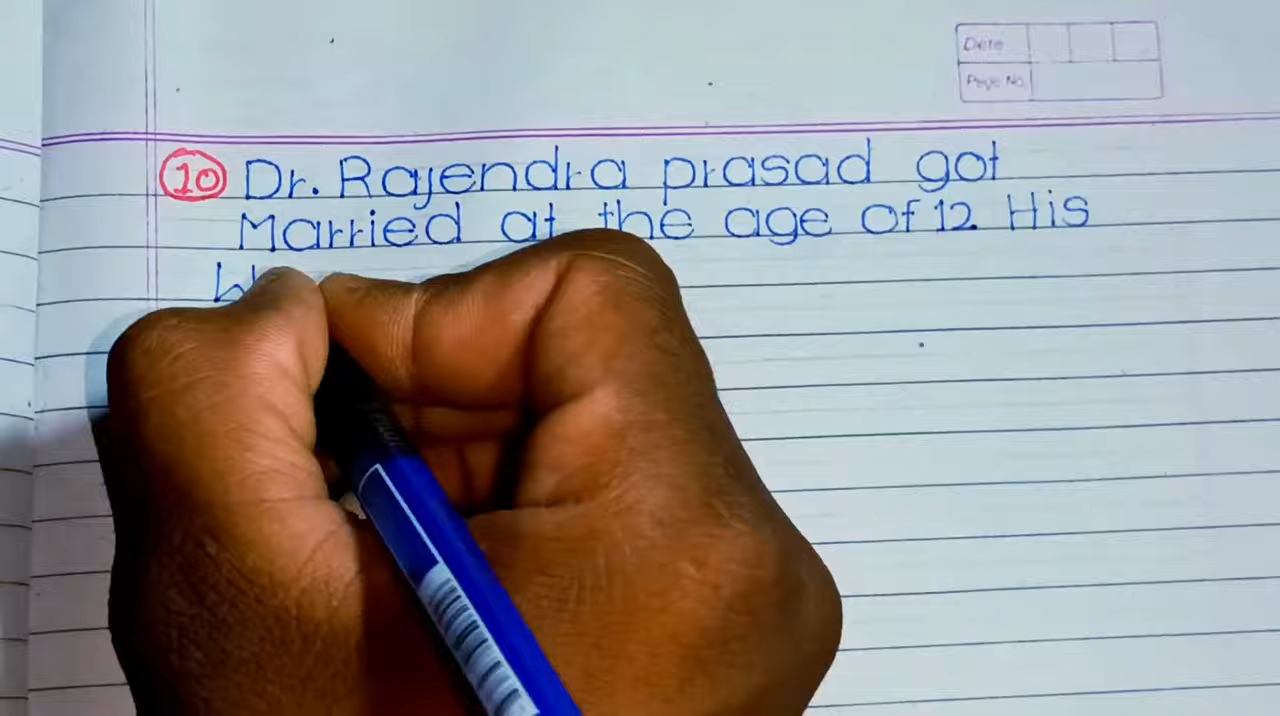 Date
Page No.
10 Dr. Rajendra prasad got
Married at the age of 12. His